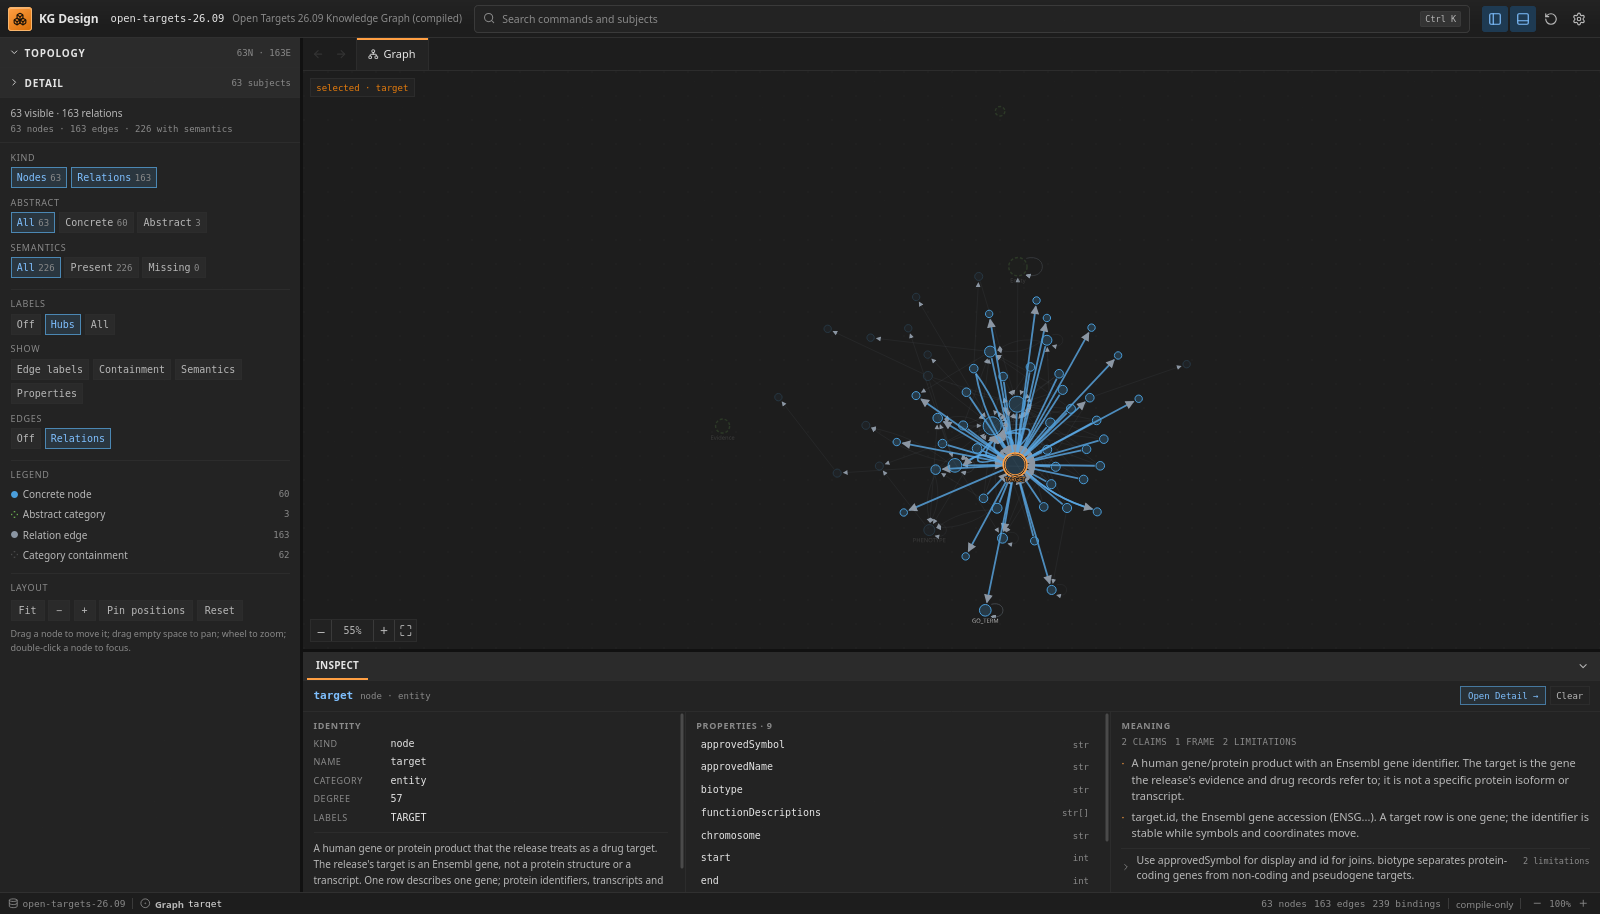 KG Design open-targets-26.09 Open Targets 26.09 Knowledge Graph (compiled) Search commands and subjects Ctrl K
TOPOLOGY 63N · 163E
DETAIL 63 subjects
63 visible · 163 relations
63 nodes · 163 edges · 226 with semantics
KIND
Nodes 63 Relations 163
ABSTRACT
All 63 Concrete 60 Abstract 3
SEMANTICS
All 226 Present 226 Missing 0
LABELS
Off Hubs All
SHOW
Edge labels Containment Semantics
Properties
EDGES
Off Relations
LEGEND
Concrete node 60
Abstract category 3
Relation edge 163
Category containment 62
LAYOUT
Fit − + Pin positions Reset
Drag a node to move it; drag empty space to pan; wheel to zoom;
double-click a node to focus.
Graph
selected · target
GO_TERM
− 55% +
INSPECT
target node · entity Open Detail → Clear
IDENTITY
KIND node
NAME target
CATEGORY entity
DEGREE 57
LABELS TARGET
A human gene or protein product that the release treats as a drug target.
The release's target is an Ensembl gene, not a protein structure or a
transcript. One row describes one gene; protein identifiers, transcripts and
PROPERTIES · 9
approvedSymbol str
approvedName str
biotype str
functionDescriptions str[]
chromosome str
start int
end int
MEANING
2 CLAIMS 1 FRAME 2 LIMITATIONS
· A human gene/protein product with an Ensembl gene identifier. The target is the gene
the release's evidence and drug records refer to; it is not a specific protein isoform or
transcript.
· target.id, the Ensembl gene accession (ENSG…). A target row is one gene; the identifier is
stable while symbols and coordinates move.
Use approvedSymbol for display and id for joins. biotype separates protein- 2 limitations
coding genes from non-coding and pseudogene targets.
open-targets-26.09 Graph target 63 nodes 163 edges 239 bindings compile-only − 100% +